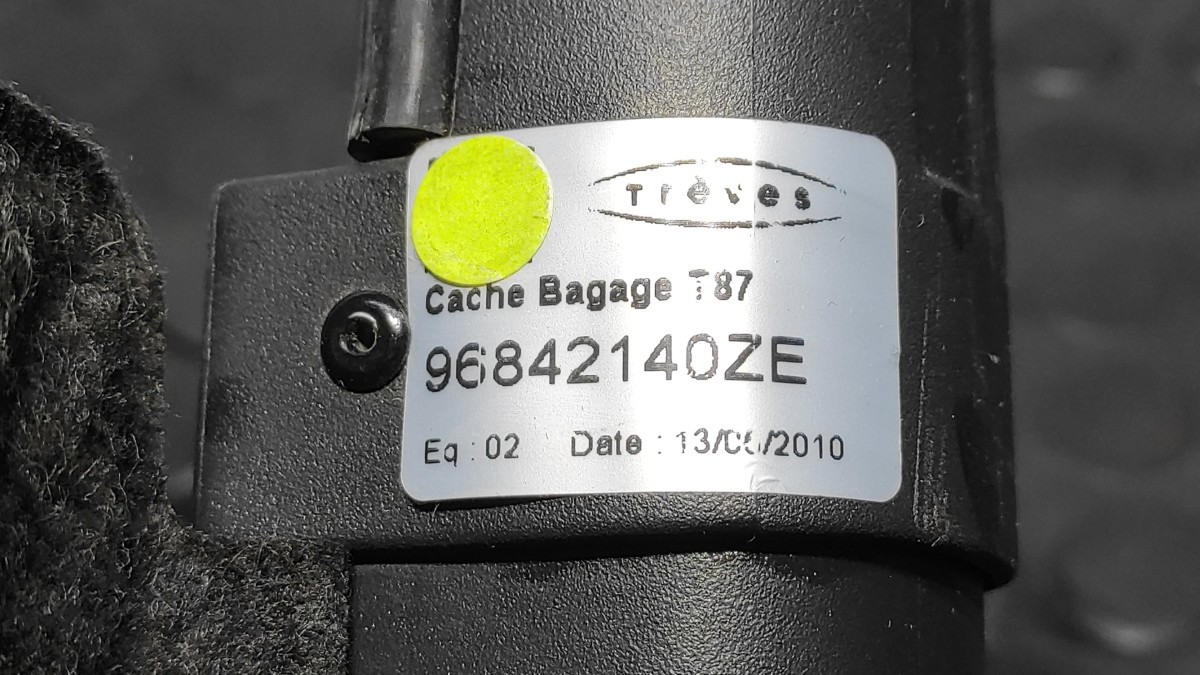 Trèves
Cache Bagage T87
96842140ZE
Eq : 02 Date :